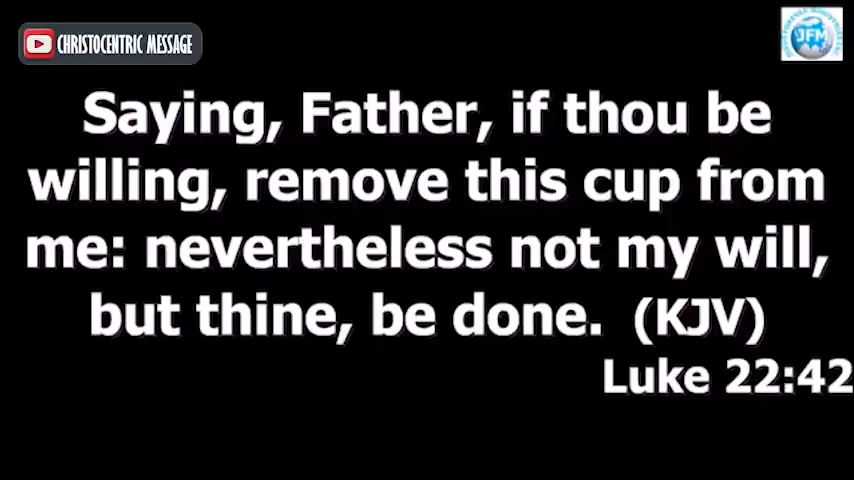 CHRISTOCENTRIC MESSAGE
JFM
Saying, Father, if thou be
willing, remove this cup from
me: nevertheless not my will,
but thine, be done. (KJV)
Luke 22:42